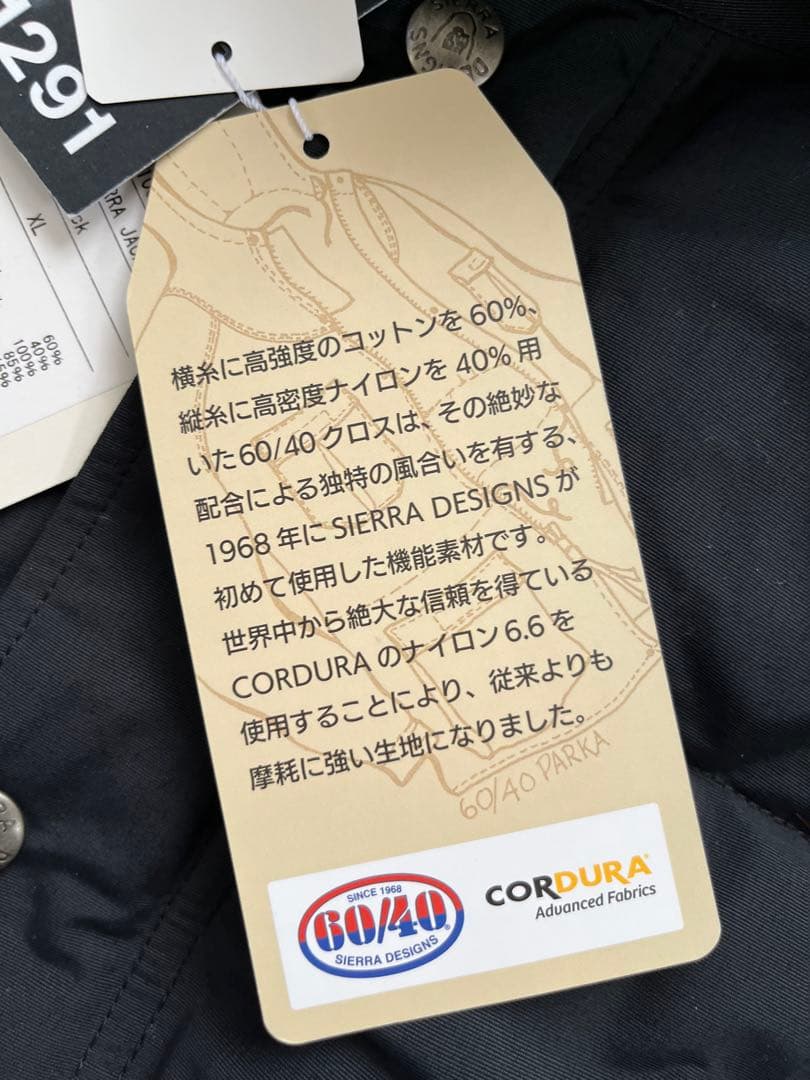 1291
SIERRA DESIGNS
XL
60%
40%
100%
85%
横糸に高強度のコットンを 60%、
縦糸に高密度ナイロンを 40% 用
いた60/40 クロスは、その絶妙な
配合による独特の風合いを有する、
1968 年に SIERRA DESIGNS が
初めて使用した機能素材です。
世界中から絶大な信頼を得ている
CORDURA のナイロン 6.6 を
使用することにより、従来よりも
摩耗に強い生地になりました。
60/40 PARKA
SINCE 1968
60/40®
SIERRA DESIGNS
CORDURA®
Advanced Fabrics